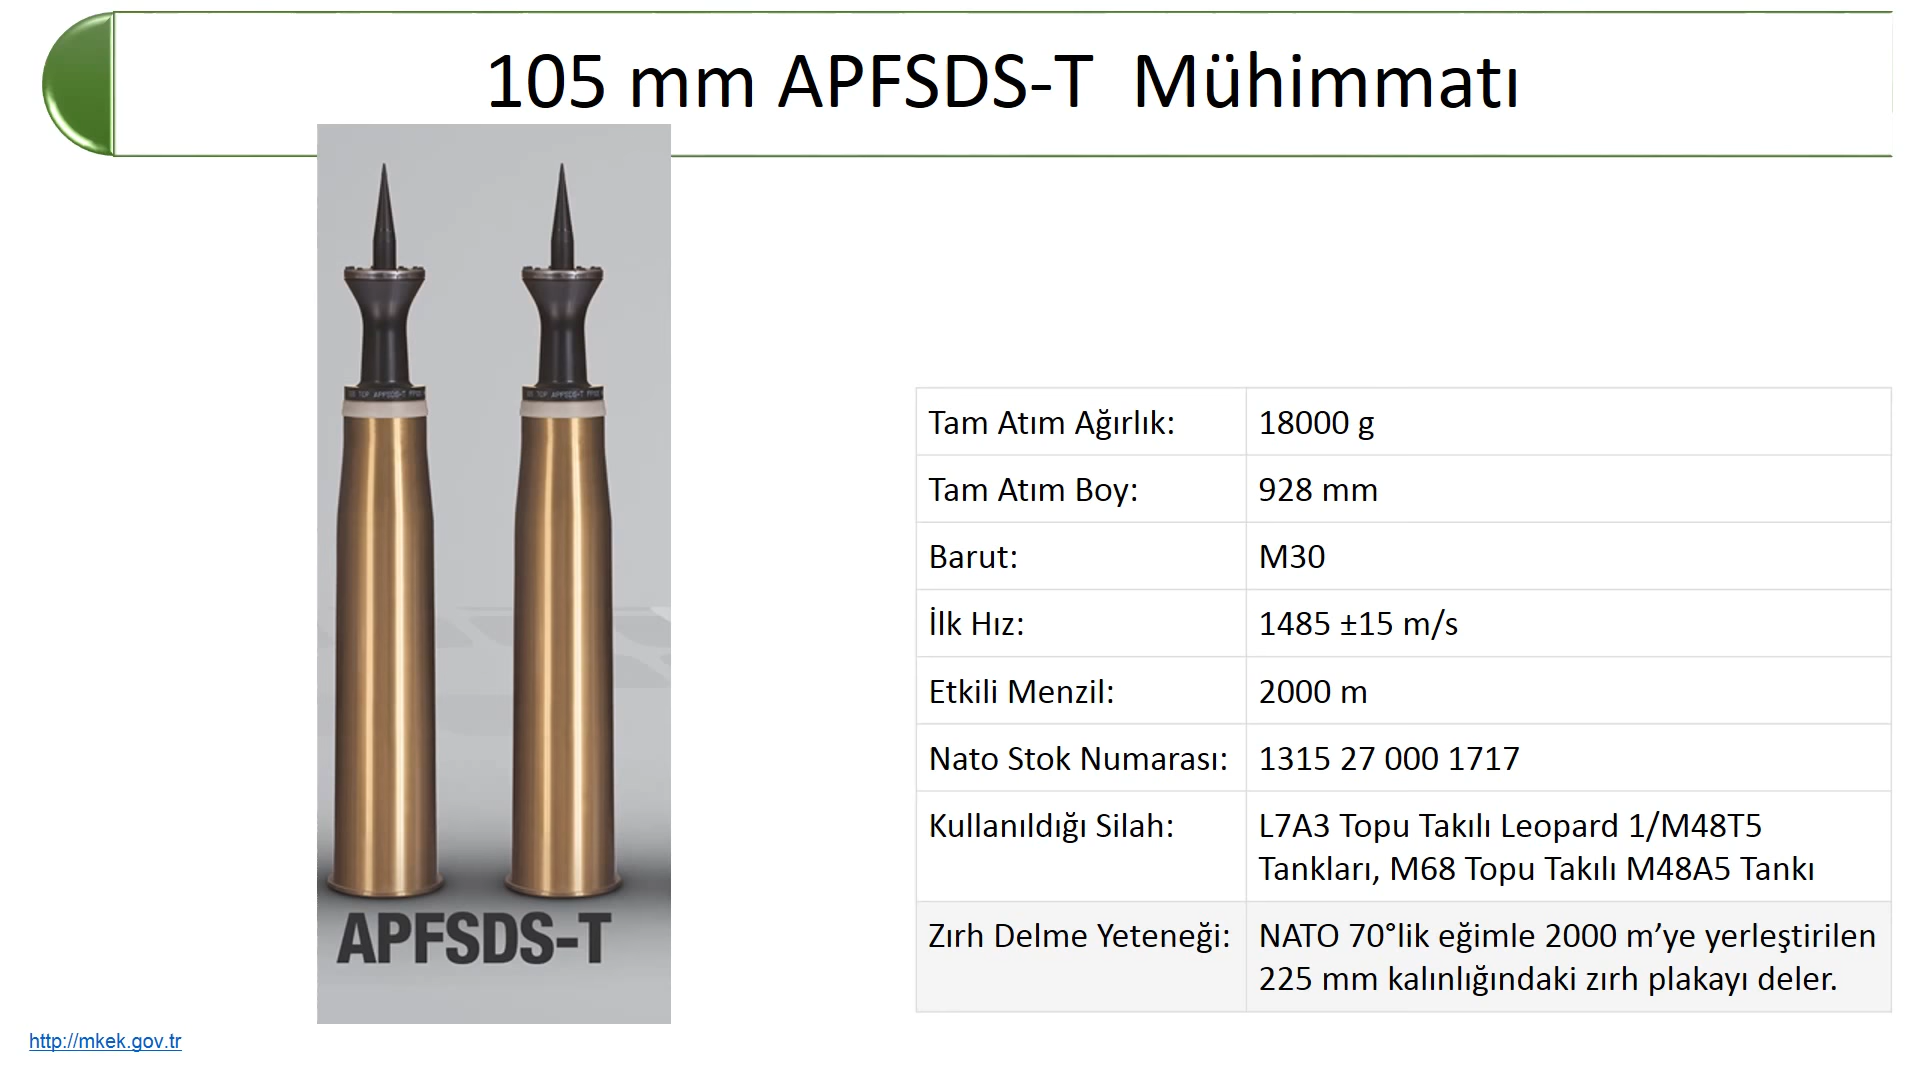 105 mm APFSDS-T Mühimmatı
APFSDS-T
Tam Atım Ağırlık: 18000 g
Tam Atım Boy: 928 mm
Barut: M30
İlk Hız: 1485 ±15 m/s
Etkili Menzil: 2000 m
Nato Stok Numarası: 1315 27 000 1717
Kullanıldığı Silah: L7A3 Topu Takılı Leopard 1/M48T5
Tankları, M68 Topu Takılı M48A5 Tankı
Zırh Delme Yeteneği: NATO 70°lik eğimle 2000 m’ye yerleştirilen
225 mm kalınlığındaki zırh plakayı deler.
http://mkek.gov.tr